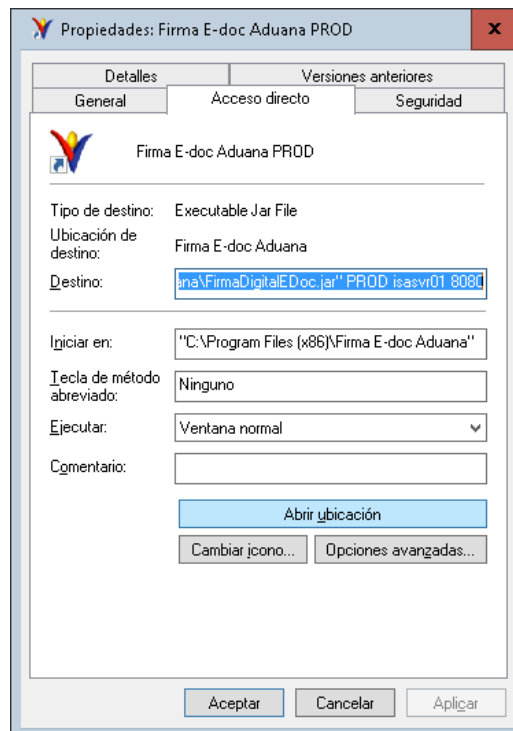 Propiedades: Firma E-doc Aduana PROD
x
Detalles
Versiones anteriores
General
Acceso directo
Seguridad
Firma E-doc Aduana PROD
Tipo de destino: Executable Jar File
Ubicación de
destino:
Firma E-doc Aduana
Destino: ana\FirmaDigitalEDoc.jar" PROD isasvr01 8080
Iniciar en: "C:\Program Files (x86)\Firma E-doc Aduana"
Tecla de método
abreviado:
Ninguno
Ejecutar: Ventana normal
Comentario:
Abrir ubicación
Cambiar icono... Opciones avanzadas...
Aceptar Cancelar Aplicar